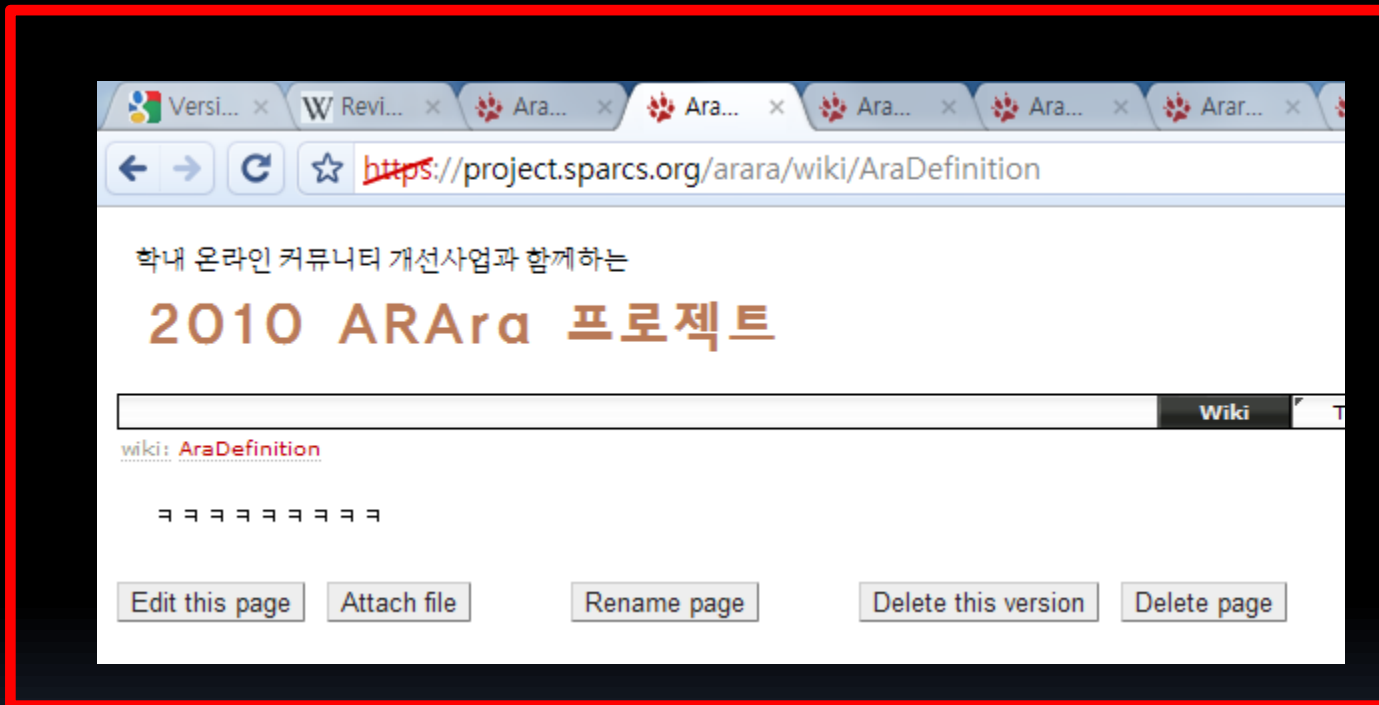 Versi... Revi... Ara... Ara... Ara... Ara... Arar...
https://project.sparcs.org/arara/wiki/AraDefinition
학내 온라인 커뮤니티 개선사업과 함께하는
2010 ARAra 프로젝트
Wiki T
wiki: AraDefinition
ㅋㅋㅋㅋㅋㅋㅋㅋㅋ
Edit this page Attach file Rename page Delete this version Delete page